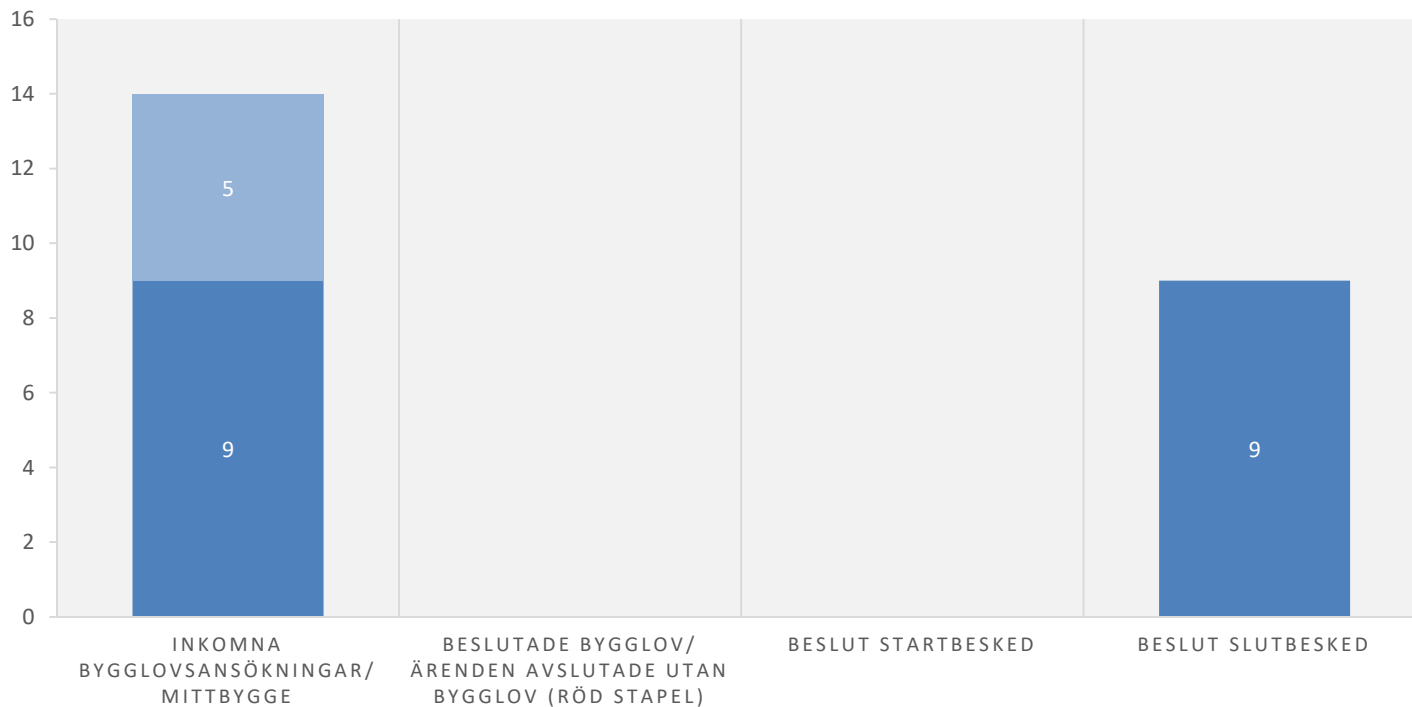 16
14
12
10
8
6
4
2
0
5
9
9
INKOMNA
BYGGLOVSANSÖKNINGAR/
MITTBYGGE
BESLUTADE BYGGLOV/
ÄRENDEN AVSLUTADE UTAN
BYGGLOV (RÖD STAPEL)
BESLUT STARTBESKED
BESLUT SLUTBESKED